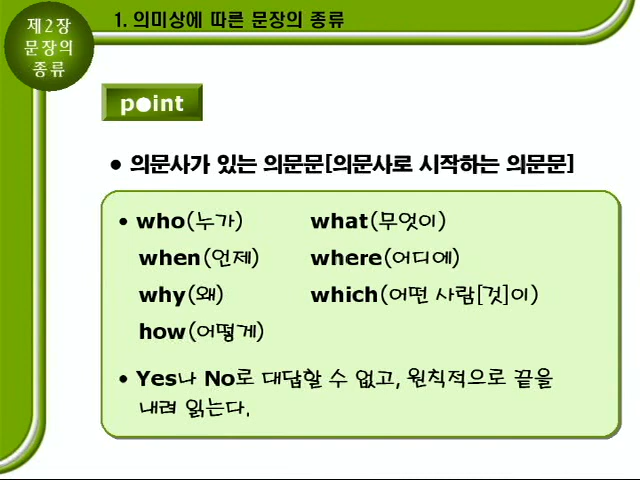 제2장
문장의
종류
1. 의미상에 따른 문장의 종류
point
● 의문사가 있는 의문문[의문사로 시작하는 의문문]
• who(누가) what(무엇이)
when(언제) where(어디에)
why(왜) which(어떤 사람[것]이)
how(어떻게)
• Yes나 No로 대답할 수 없고, 원칙적으로 끝을
내려 읽는다.